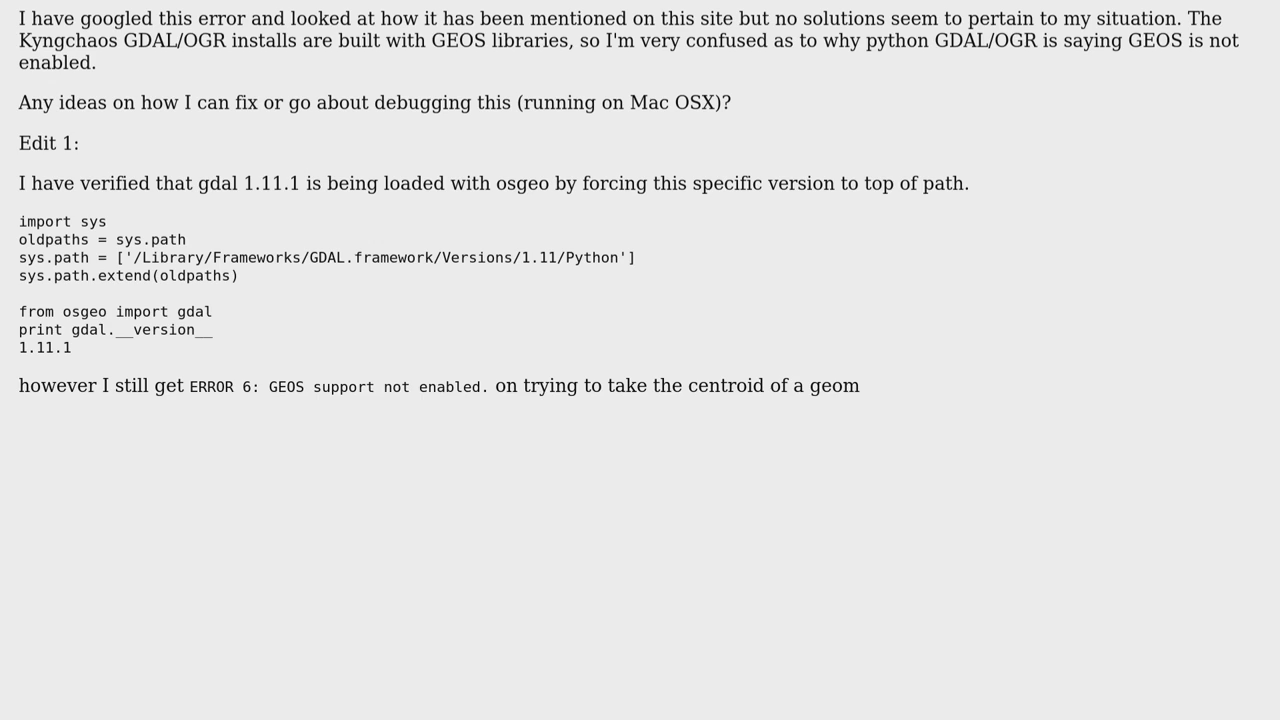 I have googled this error and looked at how it has been mentioned on this site but no solutions seem to pertain to my situation. The
Kyngchaos GDAL/OGR installs are built with GEOS libraries, so I'm very confused as to why python GDAL/OGR is saying GEOS is not
enabled.
Any ideas on how I can fix or go about debugging this (running on Mac OSX)?
Edit 1:
I have verified that gdal 1.11.1 is being loaded with osgeo by forcing this specific version to top of path.
import sys
oldpaths = sys.path
sys.path = ['/Library/Frameworks/GDAL.framework/Versions/1.11/Python']
sys.path.extend(oldpaths)
from osgeo import gdal
print gdal.__version__
1.11.1
however I still get ERROR 6: GEOS support not enabled. on trying to take the centroid of a geom